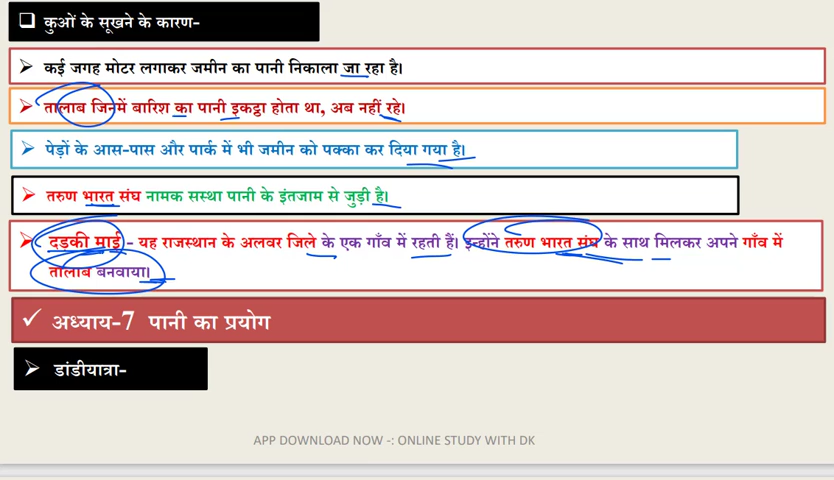 कुओं के सूखने के कारण-
कई जगह मोटर लगाकर जमीन का पानी निकाला जा रहा है।
तालाब जिनमें बारिश का पानी इकट्ठा होता था, अब नहीं रहे।
पेड़ों के आस-पास और पार्क में भी जमीन को पक्का कर दिया गया है।
तरुण भारत संघ नामक सस्था पानी के इंतजाम से जुड़ी है।
दड़की माई - यह राजस्थान के अलवर जिले के एक गाँव में रहती हैं। इन्होंने तरुण भारत संघ के साथ मिलकर अपने गाँव में
तालाब बनवाया।
अध्याय-7 पानी का प्रयोग
डांडीयात्रा-
APP DOWNLOAD NOW -: ONLINE STUDY WITH DK